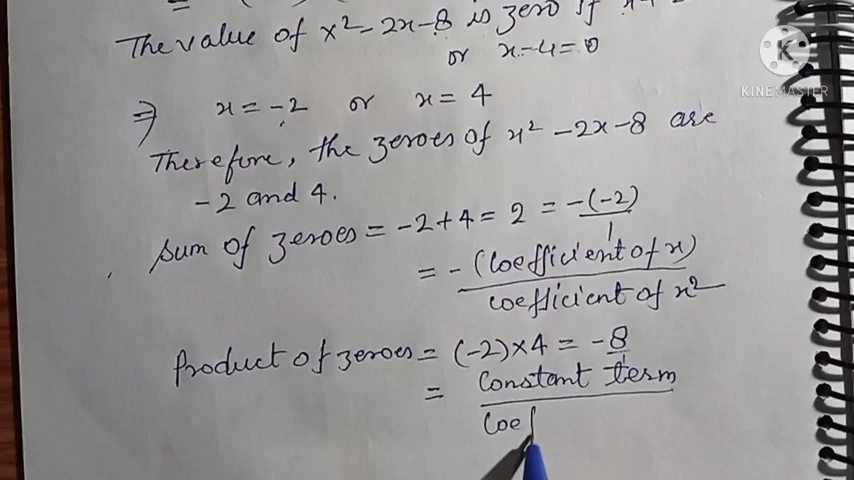 The value of x² - 2x - 8 is zero if
or x - 4 = 0
⇒ x = -2 or x = 4
Therefore, the zeroes of x² - 2x - 8 are
-2 and 4.
Sum of zeroes = -2 + 4 = 2 = -(-2)/1
= -(coefficient of x)/coefficient of x²
Product of zeroes = (-2) × 4 = -8
= Constant term
Coef
K
KINEMASTER